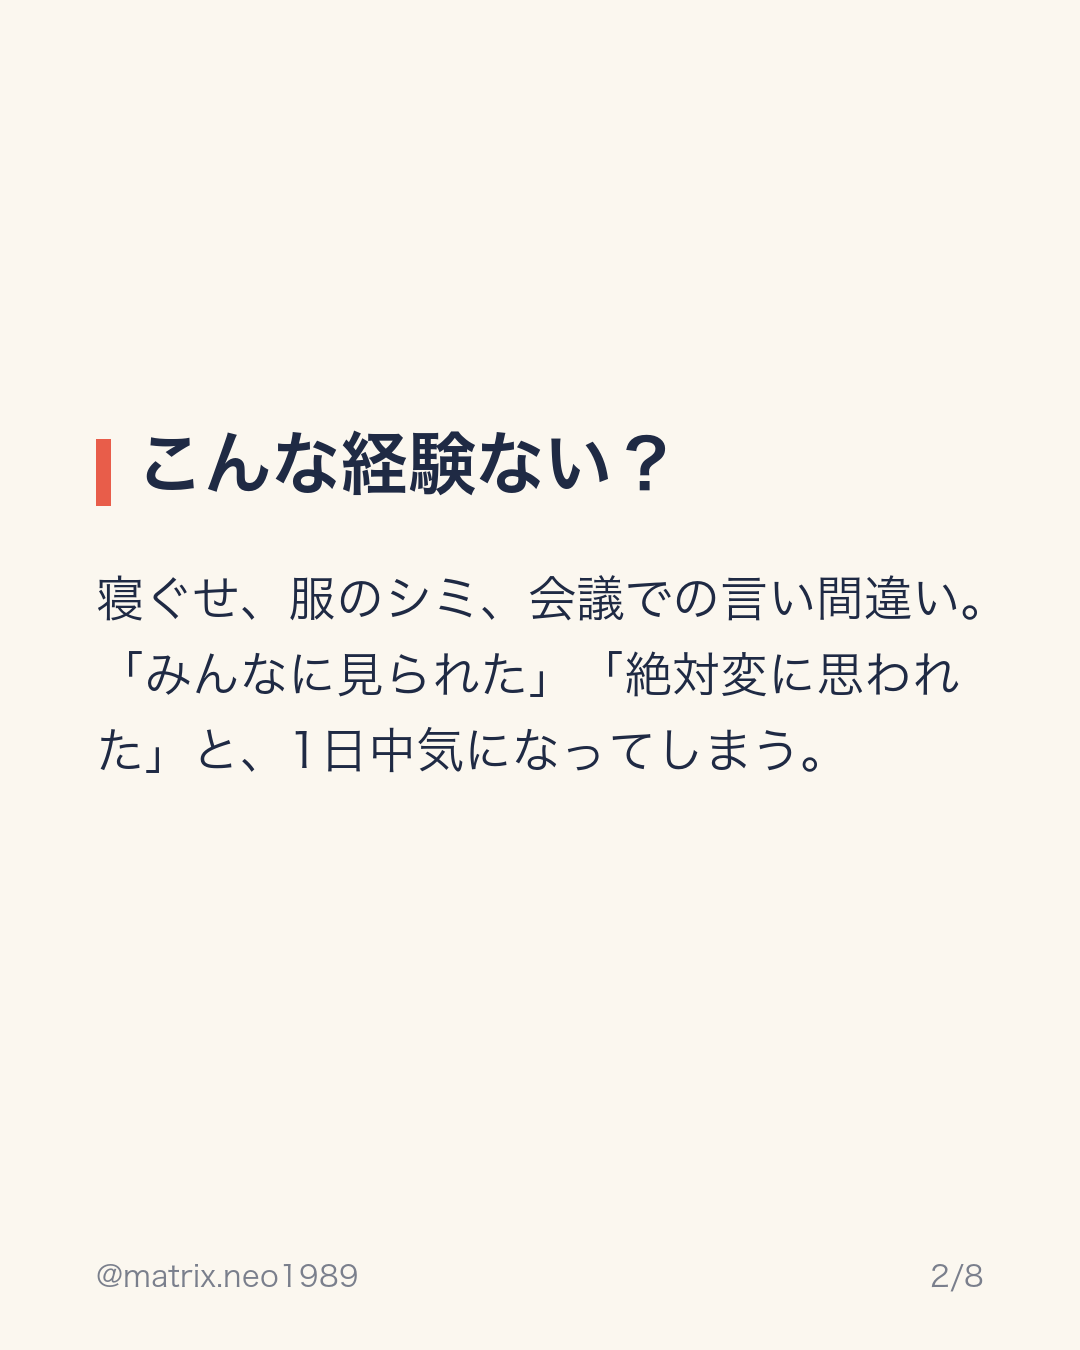 こんな経験ない？
寝ぐせ、服のシミ、会議での言い間違い。
「みんなに見られた」「絶対変に思われ
た」と、1日中気になってしまう。
@matrix.neo1989
2/8